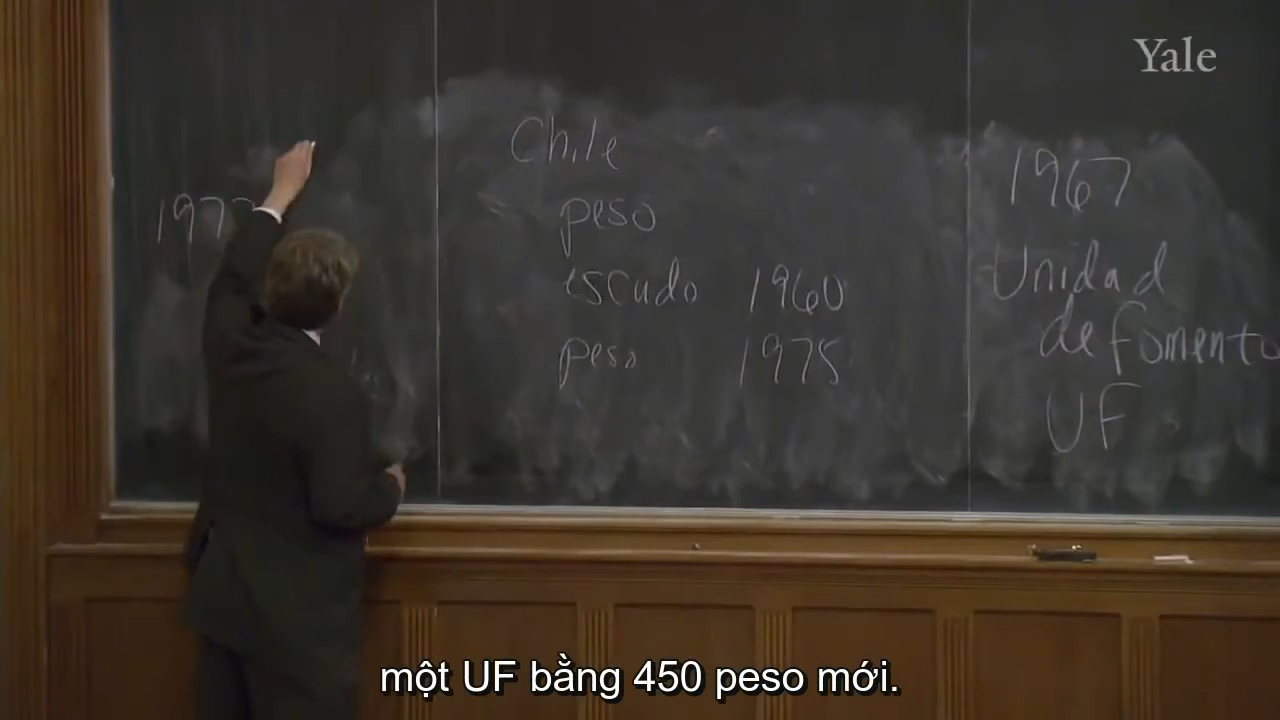 Yale
Chile
peso
escudo 1960
peso 1975
1967
Unidad
de fomento
UF
một UF bằng 450 peso mới.